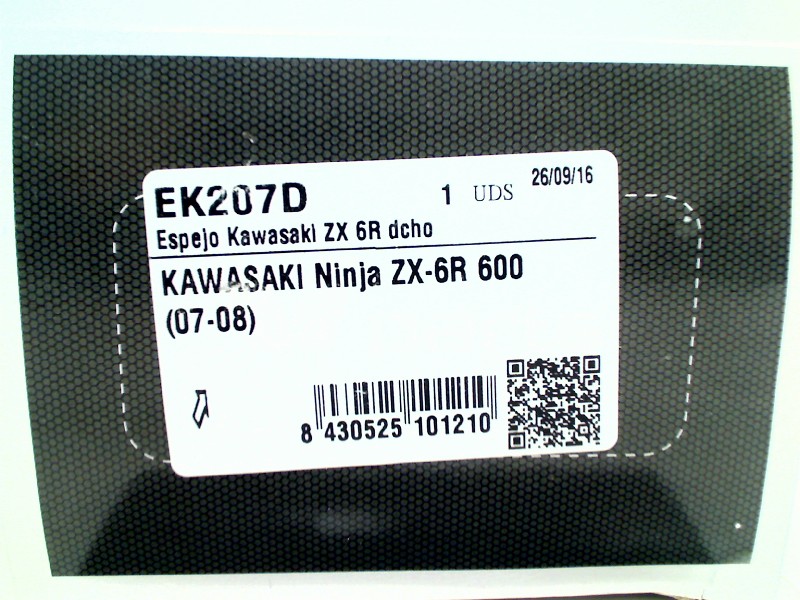 EK207D 1 UDS 26/09/16
Espejo Kawasaki ZX 6R dcho
KAWASAKI Ninja ZX-6R 600
(07-08)
8 430525 101210